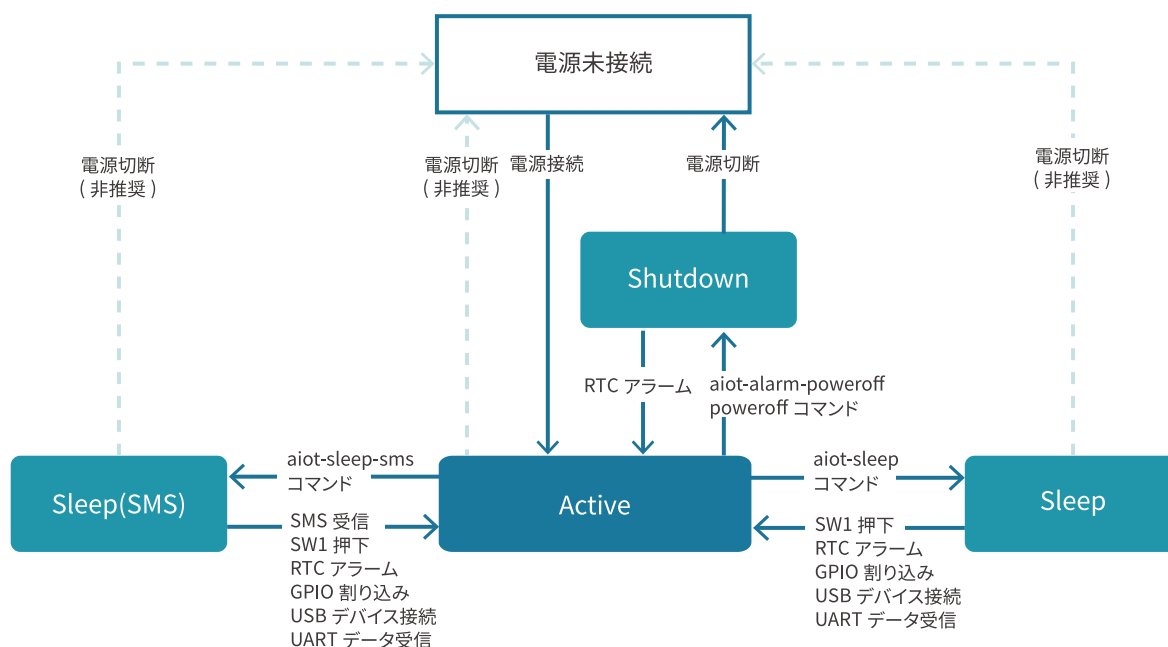 電源未接続
電源切断
( 非推奨 )
電源切断
( 非推奨 )
電源接続
電源切断
電源切断
( 非推奨 )
Shutdown
RTC アラーム
aiot-alarm-poweroff
poweroff コマンド
aiot-sleep-sms
コマンド
aiot-sleep
コマンド
Sleep(SMS)
Active
Sleep
SMS 受信
SW1 押下
RTC アラーム
GPIO 割り込み
USB デバイス接続
UART データ受信
SW1 押下
RTC アラーム
GPIO 割り込み
USB デバイス接続
UART データ受信